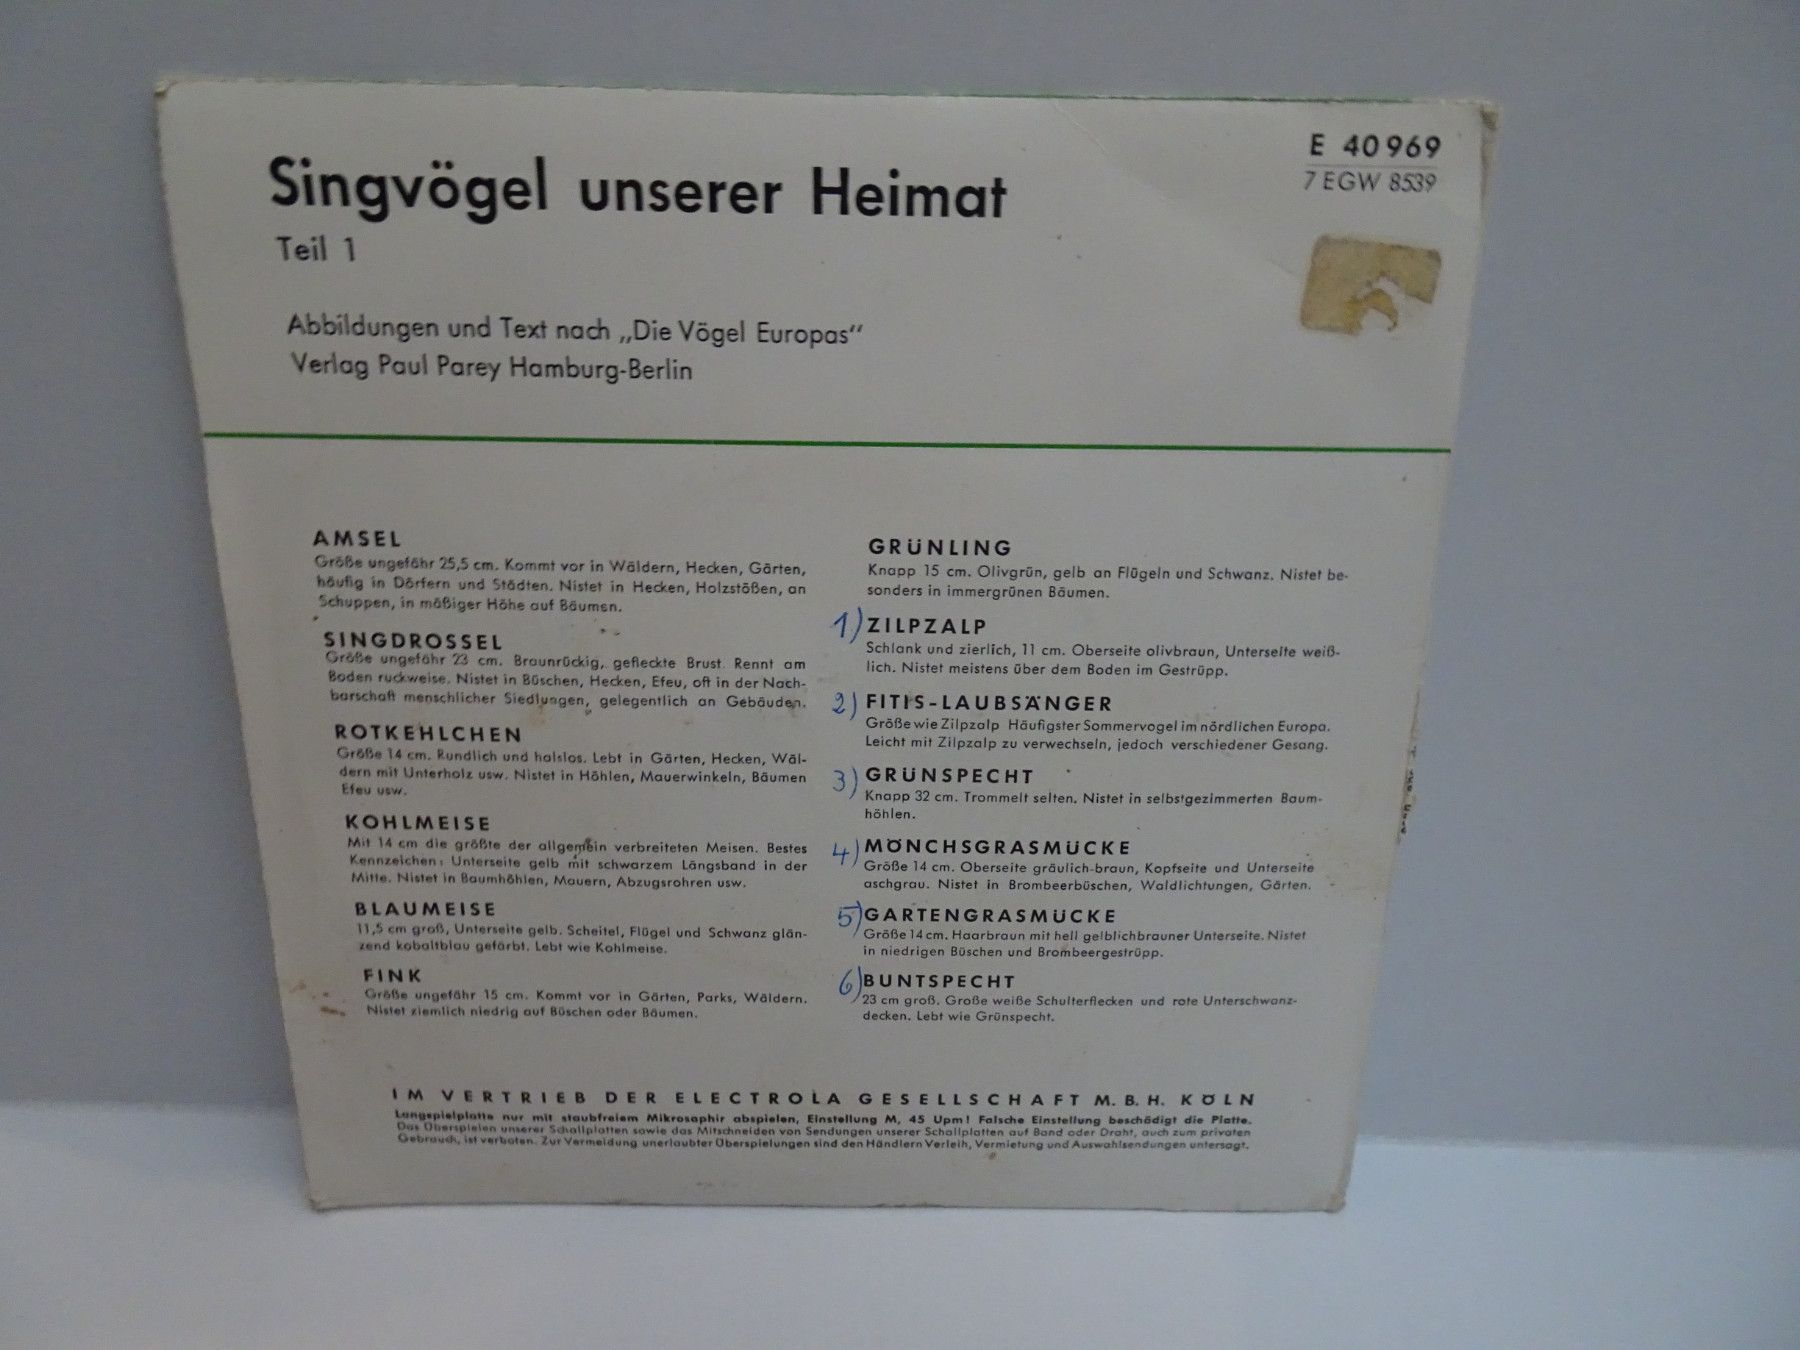 E 40 969
7 EGW 8539
Singvögel unserer Heimat
Teil 1
Abbildungen und Text nach „Die Vögel Europas“
Verlag Paul Parey Hamburg-Berlin
AMSEL
Größe ungefähr 25,5 cm. Kommt vor in Wäldern, Hecken, Gärten,
häufig in Dörfern und Städten. Nistet in Hecken, Holzstößen, an
Schuppen, in mäßiger Höhe auf Bäumen.
SINGDROSSEL
Größe ungefähr 23 cm. Braunrückig, gefleckte Brust. Rennt am
Boden ruckweise. Nistet in Büschen, Hecken, Efeu, oft in der Nach-
barschaft menschlicher Siedlungen, gelegentlich an Gebäuden.
ROTKEHLCHEN
Größe 14 cm. Rundlich und halslos. Lebt in Gärten, Hecken, Wäl-
dern mit Unterholz usw. Nistet in Höhlen, Mauerwinkeln, Bäumen
Efeu usw.
KOHLMEISE
Mit 14 cm die größte der allgemein verbreiteten Meisen. Bestes
Kennzeichen: Unterseite gelb mit schwarzem Längsband in der
Mitte. Nistet in Baumhöhlen, Mauern, Abzugsrohren usw.
BLAUMEISE
11,5 cm groß, Unterseite gelb. Scheitel, Flügel und Schwanz glän-
zend kobaltblau gefärbt. Lebt wie Kohlmeise.
FINK
Größe ungefähr 15 cm. Kommt vor in Gärten, Parks, Wäldern.
Nistet ziemlich niedrig auf Büschen oder Bäumen.
GRÜNLING
Knapp 15 cm. Olivgrün, gelb an Flügeln und Schwanz. Nistet be-
sonders in immergrünen Bäumen.
1) ZILPZALP
Schlank und zierlich, 11 cm. Oberseite olivbraun, Unterseite weiß-
lich. Nistet meistens über dem Boden im Gestrüpp.
2) FITIS-LAUBSÄNGER
Größe wie Zilpzalp Häufigster Sommervogel im nördlichen Europa.
Leicht mit Zilpzalp zu verwechseln, jedoch verschiedener Gesang.
3) GRÜNSPECHT
Knapp 32 cm. Trommelt selten. Nistet in selbstgezimmerten Baum-
höhlen.
4) MÖNCHSGRASMÜCKE
Größe 14 cm. Oberseite gräulich-braun, Kopfseite und Unterseite
aschgrau. Nistet in Brombeerbüschen, Waldlichtungen, Gärten.
5) GARTENGRASMÜCKE
Größe 14 cm. Haarbraun mit hell gelblichbrauner Unterseite. Nistet
in niedrigen Büschen und Brombeergestrüpp.
6) BUNTSPECHT
23 cm groß. Große weiße Schulterflecken und rote Unterschwanz-
decken. Lebt wie Grünspecht.
IM VERTRIEB DER ELECTROLA GESELLSCHAFT M.B.H. KÖLN
Langspielplatte nur mit staubfreiem Mikrosaphir abspielen, Einstellung M, 45 Upm! Falsche Einstellung beschädigt die Platte.
Das Überspielen unserer Schallplatten sowie das Mitschneiden von Sendungen unserer Schallplatten auf Band oder Draht, auch zum privaten
Gebrauch, ist verboten. Zur Vermeidung unerlaubter Überspielungen sind den Händlern Verleih, Vermietung und Auswahlsendungen untersagt.